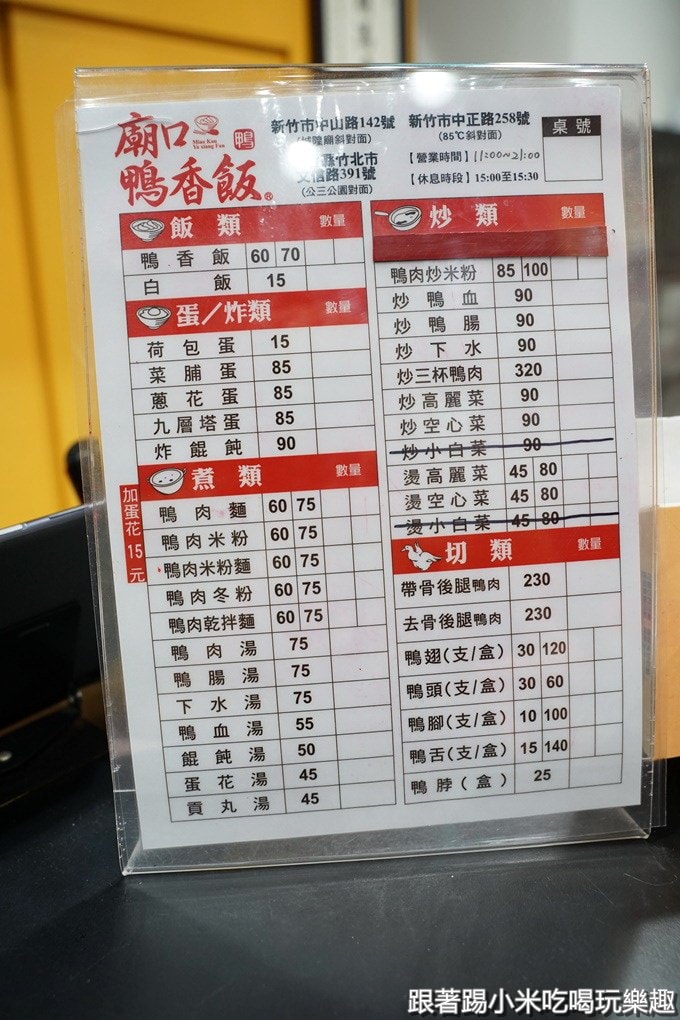 廟口
鴨香飯
Miao Kou
Ya xiang Fan
鴨
新竹市中山路142號
(城隍廟斜對面)
縣竹北市
文信路391號
(公三公園對面)
新竹市中正路258號
(85℃斜對面)
【營業時間】11:00~21:00
【休息時段】15:00至15:30
桌號
飯類 數量
鴨香飯 60 70
白飯 15
蛋/炸類 數量
荷包蛋 15
菜脯蛋 85
蔥花蛋 85
九層塔蛋 85
炸餛飩 90
煮類 數量
加蛋花15元
鴨肉麵 60 75
鴨肉米粉 60 75
鴨肉米粉麵 60 75
鴨肉冬粉 60 75
鴨肉乾拌麵 60 75
鴨肉湯 75
鴨腸湯 75
下水湯 75
鴨血湯 55
餛飩湯 50
蛋花湯 45
貢丸湯 45
炒類 數量
鴨肉炒米粉 85 100
炒鴨血 90
炒鴨腸 90
炒下水 90
炒三杯鴨肉 320
炒高麗菜 90
炒空心菜 90
炒小白菜 90
燙高麗菜 45 80
燙空心菜 45 80
燙小白菜 45 80
切類 數量
帶骨後腿鴨肉 230
去骨後腿鴨肉 230
鴨翅(支/盒) 30 120
鴨頭(支/盒) 30 60
鴨腳(支/盒) 10 100
鴨舌(支/盒) 15 140
鴨脖(盒) 25
跟著踢小米吃喝玩樂趣